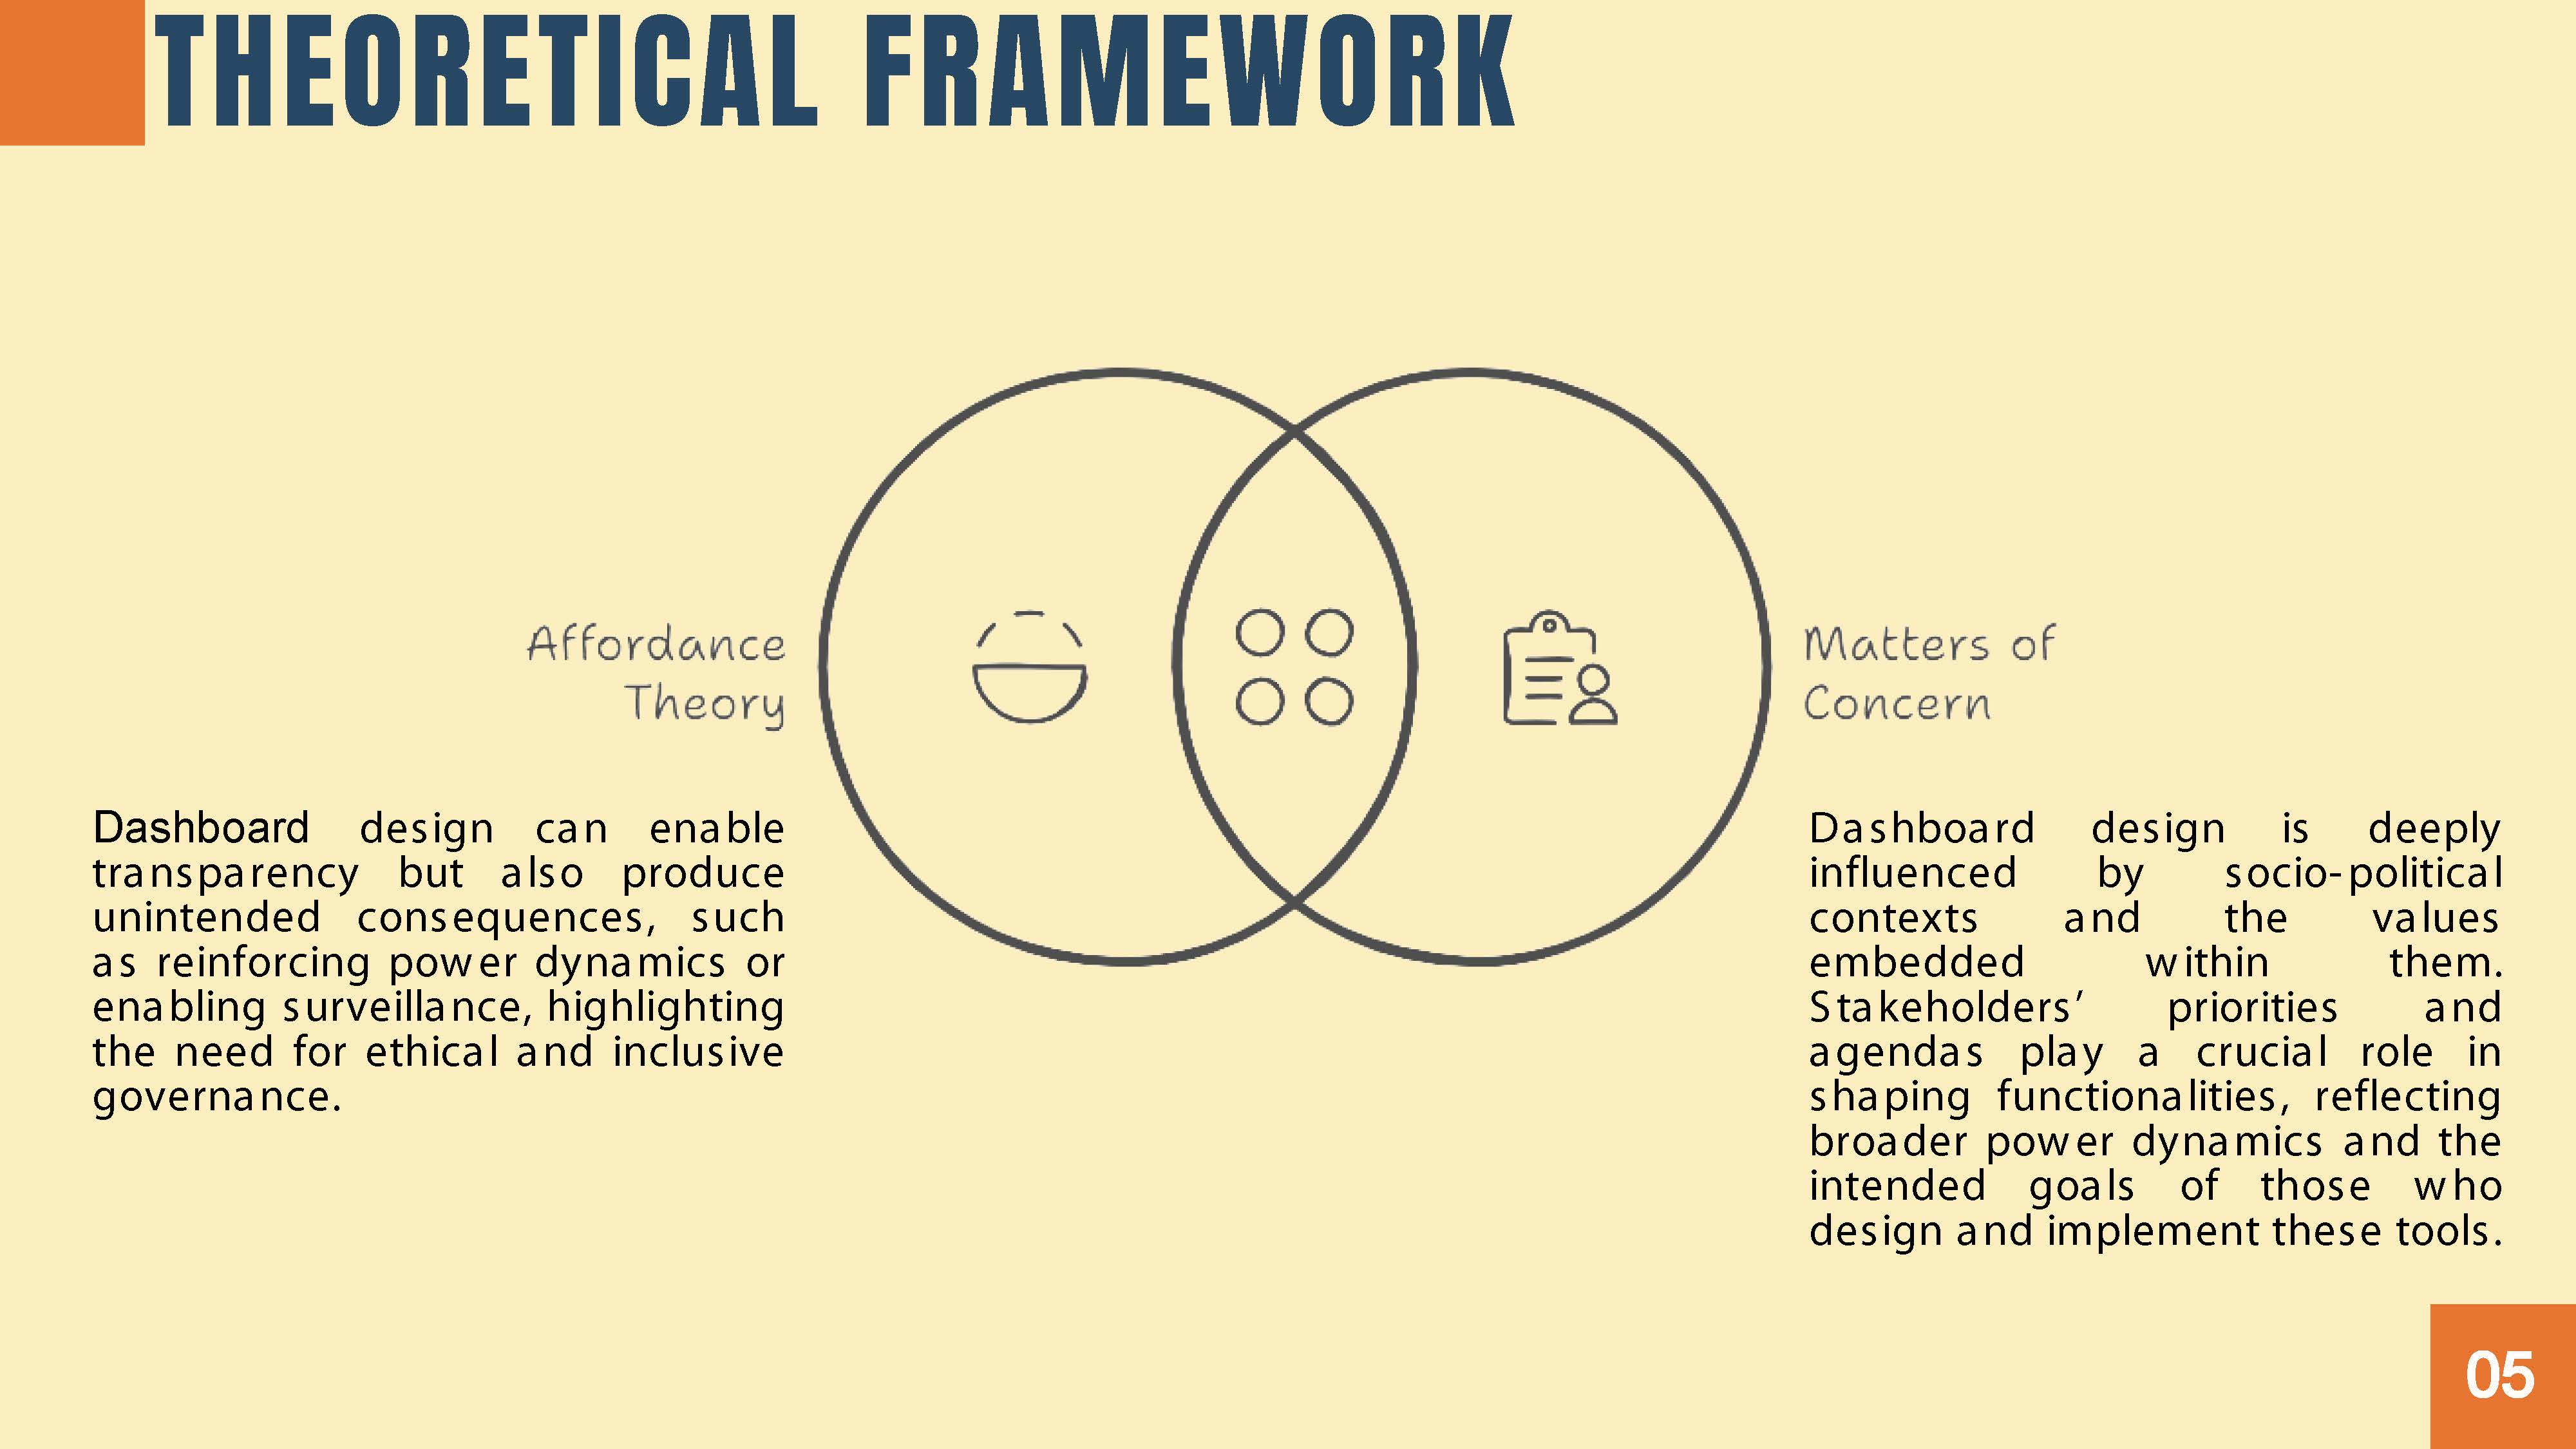 THEORETICAL FRAMEWORK
Affordance
Theory
Matters of
Concern
Dashboard design can enable
transparency but also produce
unintended consequences, such
as reinforcing power dynamics or
enabling surveillance, highlighting
the need for ethical and inclusive
governance.
Dashboard design is deeply
influenced by socio-political
contexts and the values
embedded within them.
Stakeholders’ priorities and
agendas play a crucial role in
shaping functionalities, reflecting
broader power dynamics and the
intended goals of those who
design and implement these tools.
05